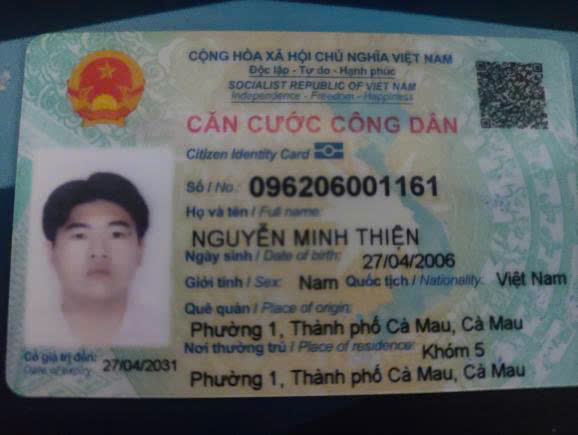 CỘNG HÒA XÃ HỘI CHỦ NGHĨA VIỆT NAM
Độc lập - Tự do - Hạnh phúc
SOCIALIST REPUBLIC OF VIET NAM
Independence - Freedom - Happiness
CĂN CƯỚC CÔNG DÂN
Citizen Identity Card
Số / No.: 096206001161
Họ và tên / Full name:
NGUYỄN MINH THIỆN
Ngày sinh / Date of birth: 27/04/2006
Giới tính / Sex: Nam Quốc tịch / Nationality: Việt Nam
Quê quán / Place of origin:
Phường 1, Thành phố Cà Mau, Cà Mau
Nơi thường trú / Place of residence: Khóm 5
Phường 1, Thành phố Cà Mau, Cà Mau
Có giá trị đến: 27/04/2031
Date of expiry